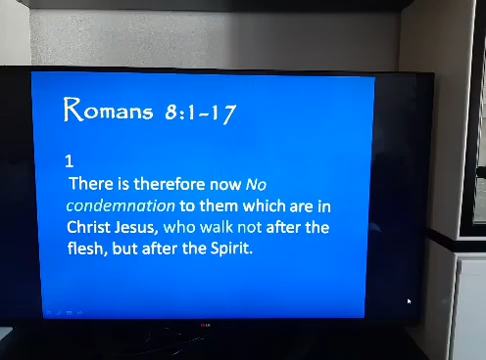 Romans 8:1-17
1
There is therefore now No
condemnation to them which are in
Christ Jesus, who walk not after the
flesh, but after the Spirit.
LG